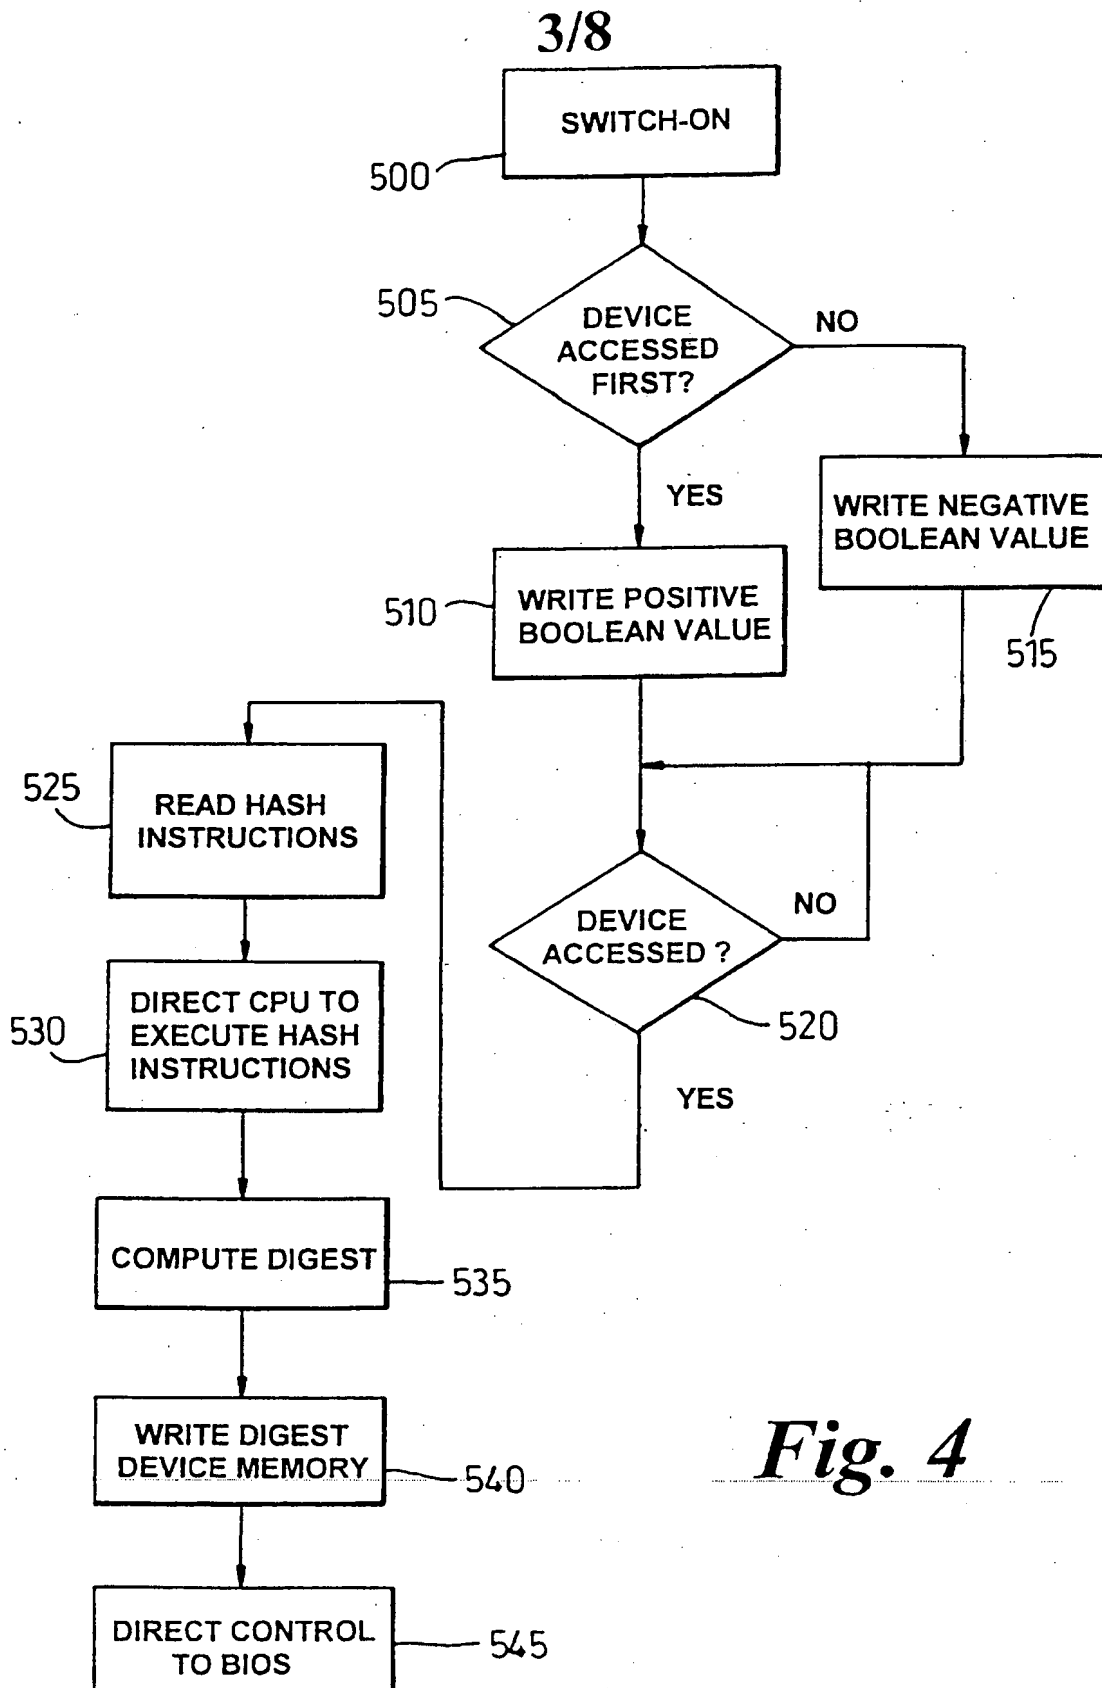 3/8
SWITCH-ON
500
505
DEVICE
ACCESSED
FIRST?
NO
YES
WRITE NEGATIVE
BOOLEAN VALUE
515
510
WRITE POSITIVE
BOOLEAN VALUE
525
READ HASH
INSTRUCTIONS
DEVICE
ACCESSED ?
NO
520
YES
530
DIRECT CPU TO
EXECUTE HASH
INSTRUCTIONS
COMPUTE DIGEST
535
WRITE DIGEST
DEVICE MEMORY
540
DIRECT CONTROL
TO BIOS
545
Fig. 4